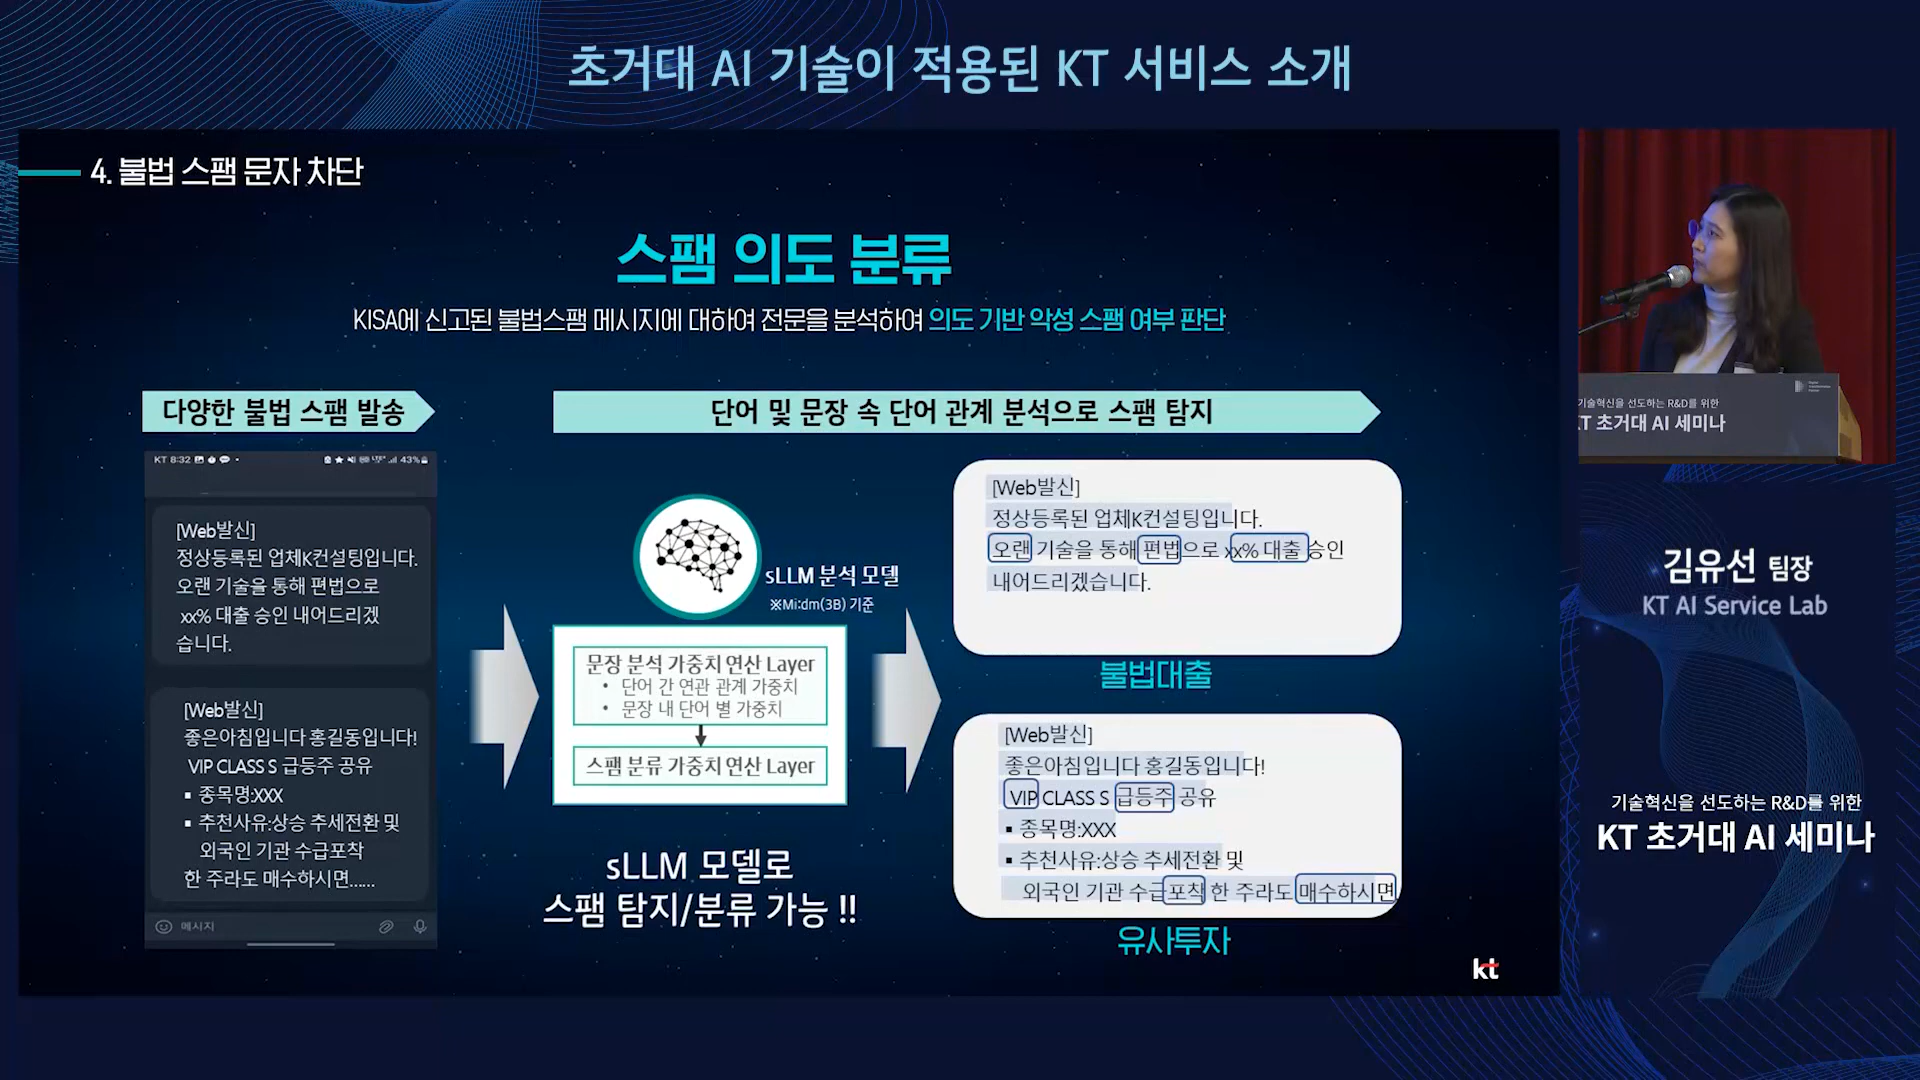 초거대 AI 기술이 적용된 KT 서비스 소개
4. 불법 스팸 문자 차단
스팸 의도 분류
KISA에 신고된 불법스팸 메시지에 대하여 전문을 분석하여 의도 기반 악성 스팸 여부 판단
다양한 불법 스팸 발송
KT 8:32
43%
[Web발신]
정상등록된 업체K컨설팅입니다.
오랜 기술을 통해 편법으로
xx% 대출 승인 내어드리겠
습니다.
[Web발신]
좋은아침입니다 홍길동입니다!
VIP CLASS S 급등주 공유
▪ 종목명:XXX
▪ 추천사유:상승 추세전환 및
외국인 기관 수급포착
한 주라도 매수하시면......
메시지
단어 및 문장 속 단어 관계 분석으로 스팸 탐지
sLLM 분석 모델
※Mi:dm(3B) 기준
문장 분석 가중치 연산 Layer
• 단어 간 연관 관계 가중치
• 문장 내 단어 별 가중치
스팸 분류 가중치 연산 Layer
sLLM 모델로
스팸 탐지/분류 가능 !!
[Web발신]
정상등록된 업체K컨설팅입니다.
오랜 기술을 통해 편법으로 xx% 대출 승인
내어드리겠습니다.
불법대출
[Web발신]
좋은아침입니다 홍길동입니다!
VIP CLASS S 급등주 공유
▪ 종목명:XXX
▪ 추천사유:상승 추세전환 및
외국인 기관 수급포착 한 주라도 매수하시면
유사투자
kt
기술혁신을 선도하는 R&D를 위한
KT 초거대 AI 세미나
김유선 팀장
KT AI Service Lab
기술혁신을 선도하는 R&D를 위한
KT 초거대 AI 세미나